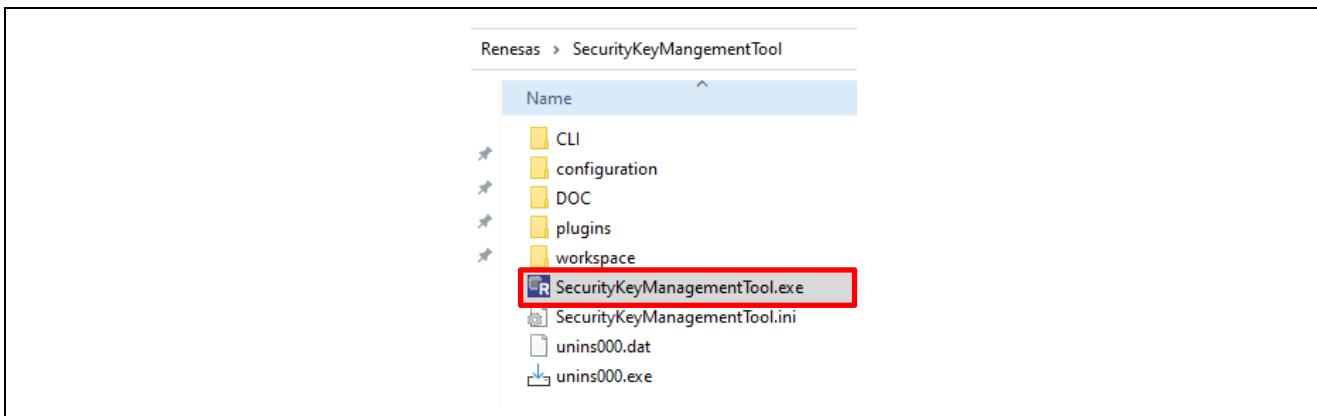 Renesas > SecurityKeyMangementTool
Name
CLI
configuration
DOC
plugins
workspace
SecurityKeyManagementTool.exe
SecurityKeyManagementTool.ini
unins000.dat
unins000.exe